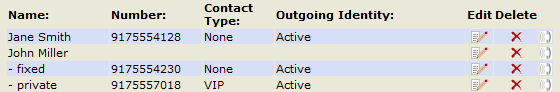 Name: Number: Contact Type: Outgoing Identity: Edit Delete
Jane Smith 9175554128 None Active
John Miller
- fixed 9175554230 None Active
- private 9175557018 VIP Active